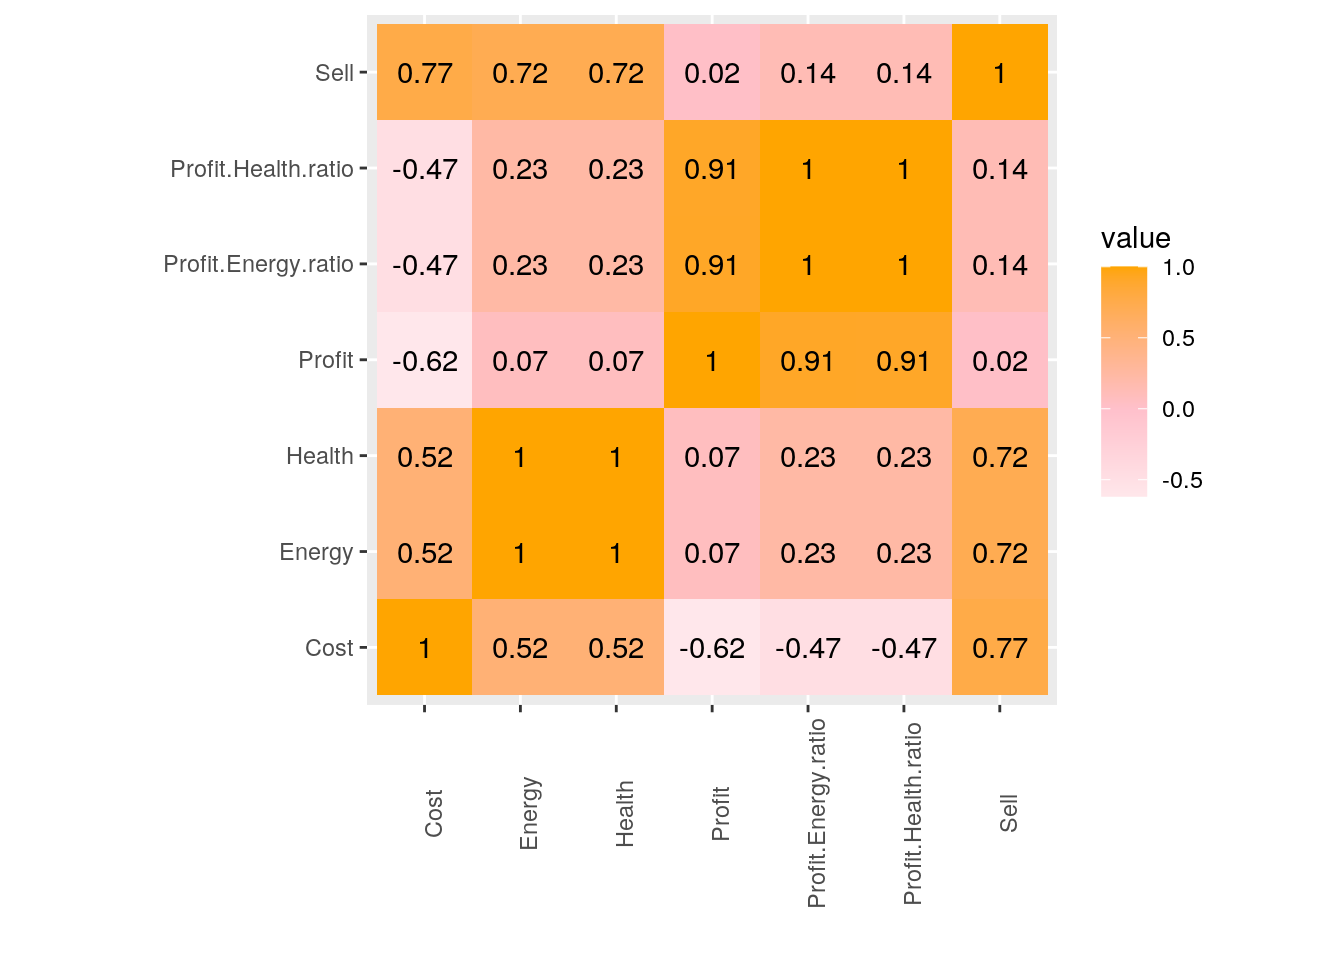 Sell 0.77 0.72 0.72 0.02 0.14 0.14 1
Profit.Health.ratio -0.47 0.23 0.23 0.91 1 1 0.14
Profit.Energy.ratio -0.47 0.23 0.23 0.91 1 1 0.14
Profit -0.62 0.07 0.07 1 0.91 0.91 0.02
Health 0.52 1 1 0.07 0.23 0.23 0.72
Energy 0.52 1 1 0.07 0.23 0.23 0.72
Cost 1 0.52 0.52 -0.62 -0.47 -0.47 0.77
Cost
Energy
Health
Profit
Profit.Energy.ratio
Profit.Health.ratio
Sell
value
1.0
0.5
0.0
-0.5